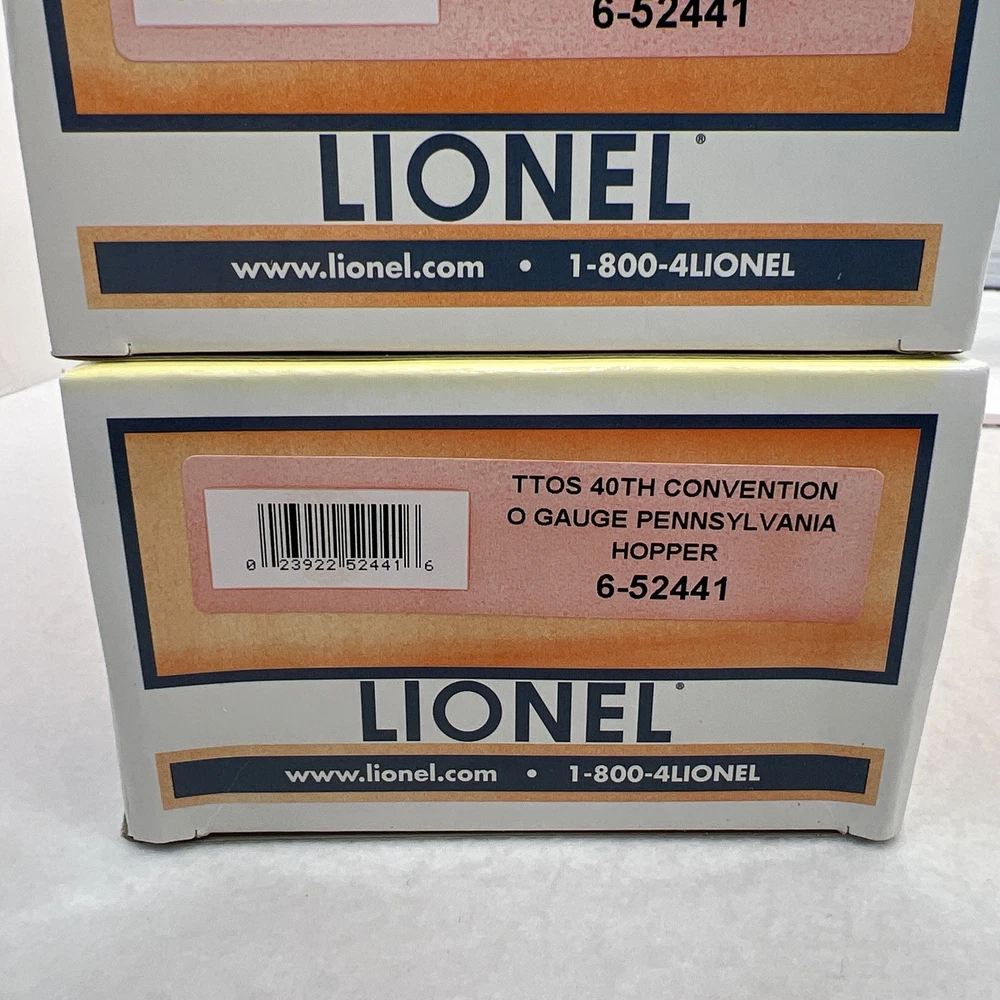 6-52441
LIONEL®
www.lionel.com • 1-800-4LIONEL
TTOS 40TH CONVENTION
O GAUGE PENNSYLVANIA
HOPPER
6-52441
0 23922 52441 6
LIONEL®
www.lionel.com • 1-800-4LIONEL